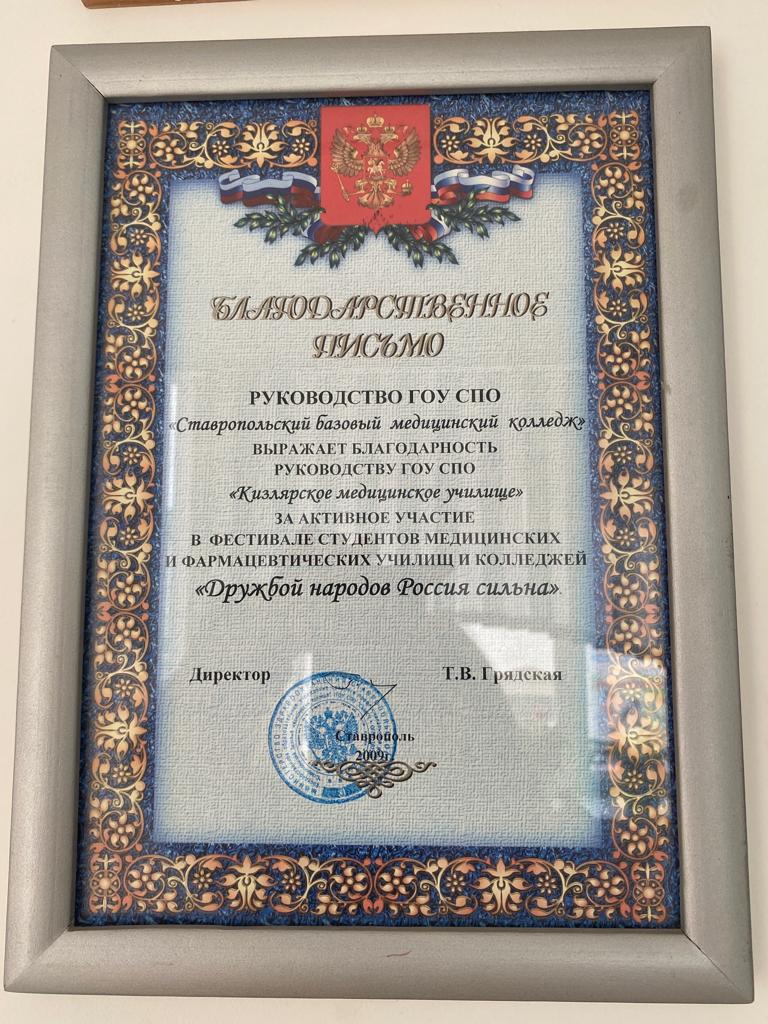 БЛАГОДАРСТВЕННОЕ
ПИСЬМО
РУКОВОДСТВО ГОУ СПО
«Ставропольский базовый медицинский колледж»
ВЫРАЖАЕТ БЛАГОДАРНОСТЬ
РУКОВОДСТВУ ГОУ СПО
«Кизлярское медицинское училище»
ЗА АКТИВНОЕ УЧАСТИЕ
В ФЕСТИВАЛЕ СТУДЕНТОВ МЕДИЦИНСКИХ
И ФАРМАЦЕВТИЧЕСКИХ УЧИЛИЩ И КОЛЛЕДЖЕЙ
«Дружбой народов Россия сильна».
Директор Т.В. Грядская
Ставрополь
2009г.